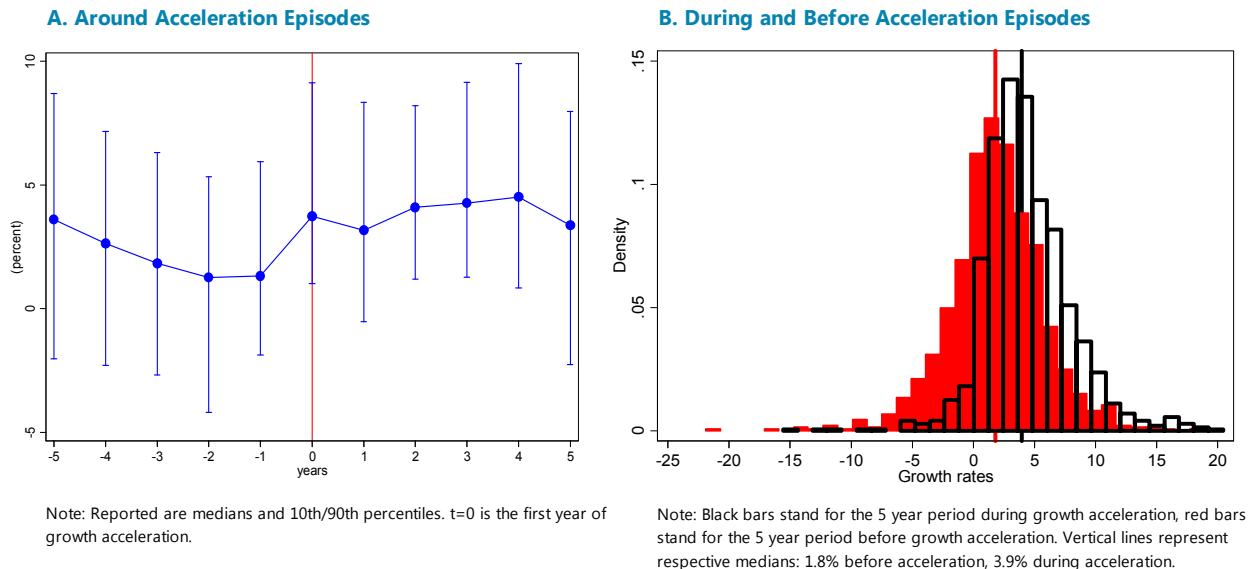 A. Around Acceleration Episodes
10
5
0
-5
(percent)
-5 -4 -3 -2 -1 0 1 2 3 4 5
years
Note: Reported are medians and 10th/90th percentiles. t=0 is the first year of
growth acceleration.
B. During and Before Acceleration Episodes
.15
.1
.05
0
Density
-25 -20 -15 -10 -5 0 5 10 15 20
Growth rates
Note: Black bars stand for the 5 year period during growth acceleration, red bars
stand for the 5 year period before growth acceleration. Vertical lines represent
respective medians: 1.8% before acceleration, 3.9% during acceleration.